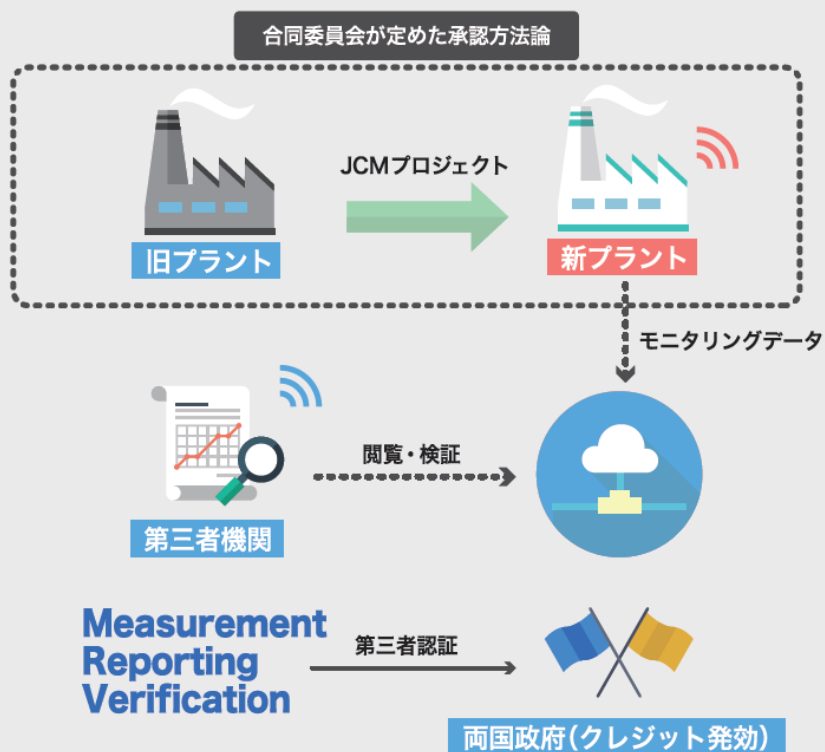 合同委員会が定めた承認方法論
JCMプロジェクト
旧プラント
新プラント
モニタリングデータ
閲覧・検証
第三者機関
Measurement
Reporting
Verification
第三者認証
両国政府(クレジット発効)